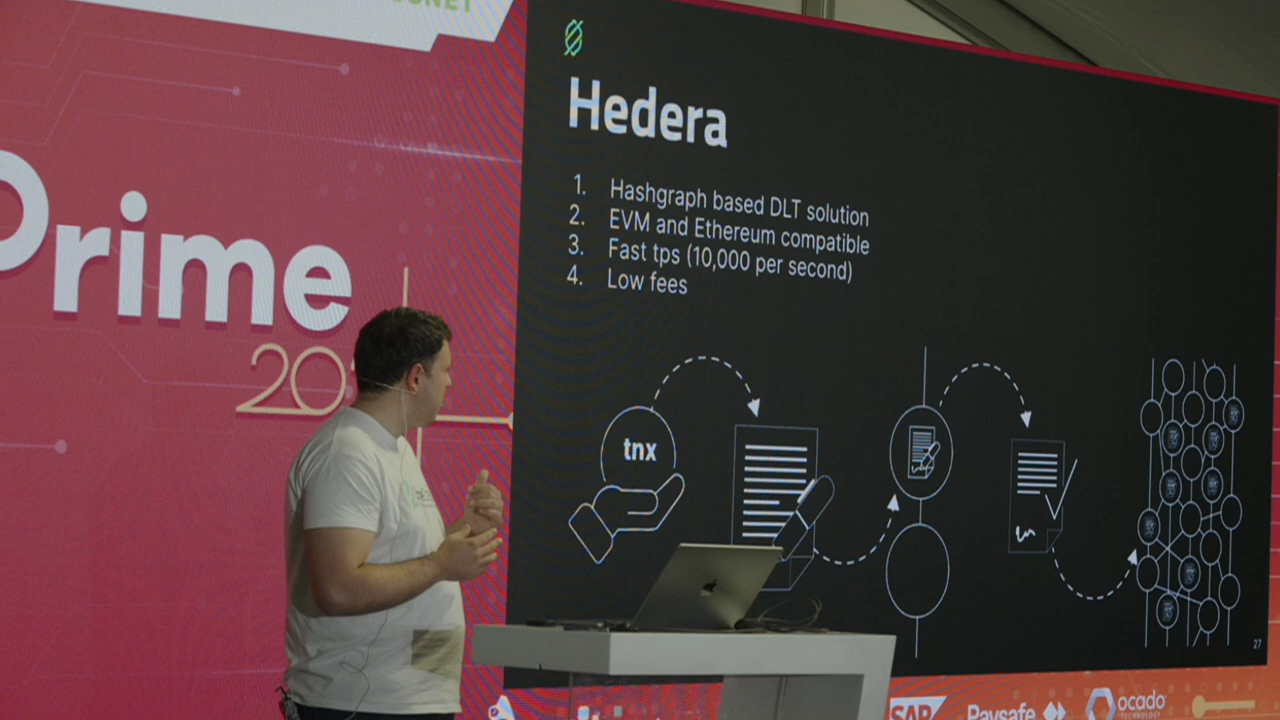 Hedera
1. Hashgraph based DLT solution
2. EVM and Ethereum compatible
3. Fast tps (10,000 per second)
4. Low fees
tnx
27
Prime
20
SAP
Paysafe
ocado
TECHNOLOGY